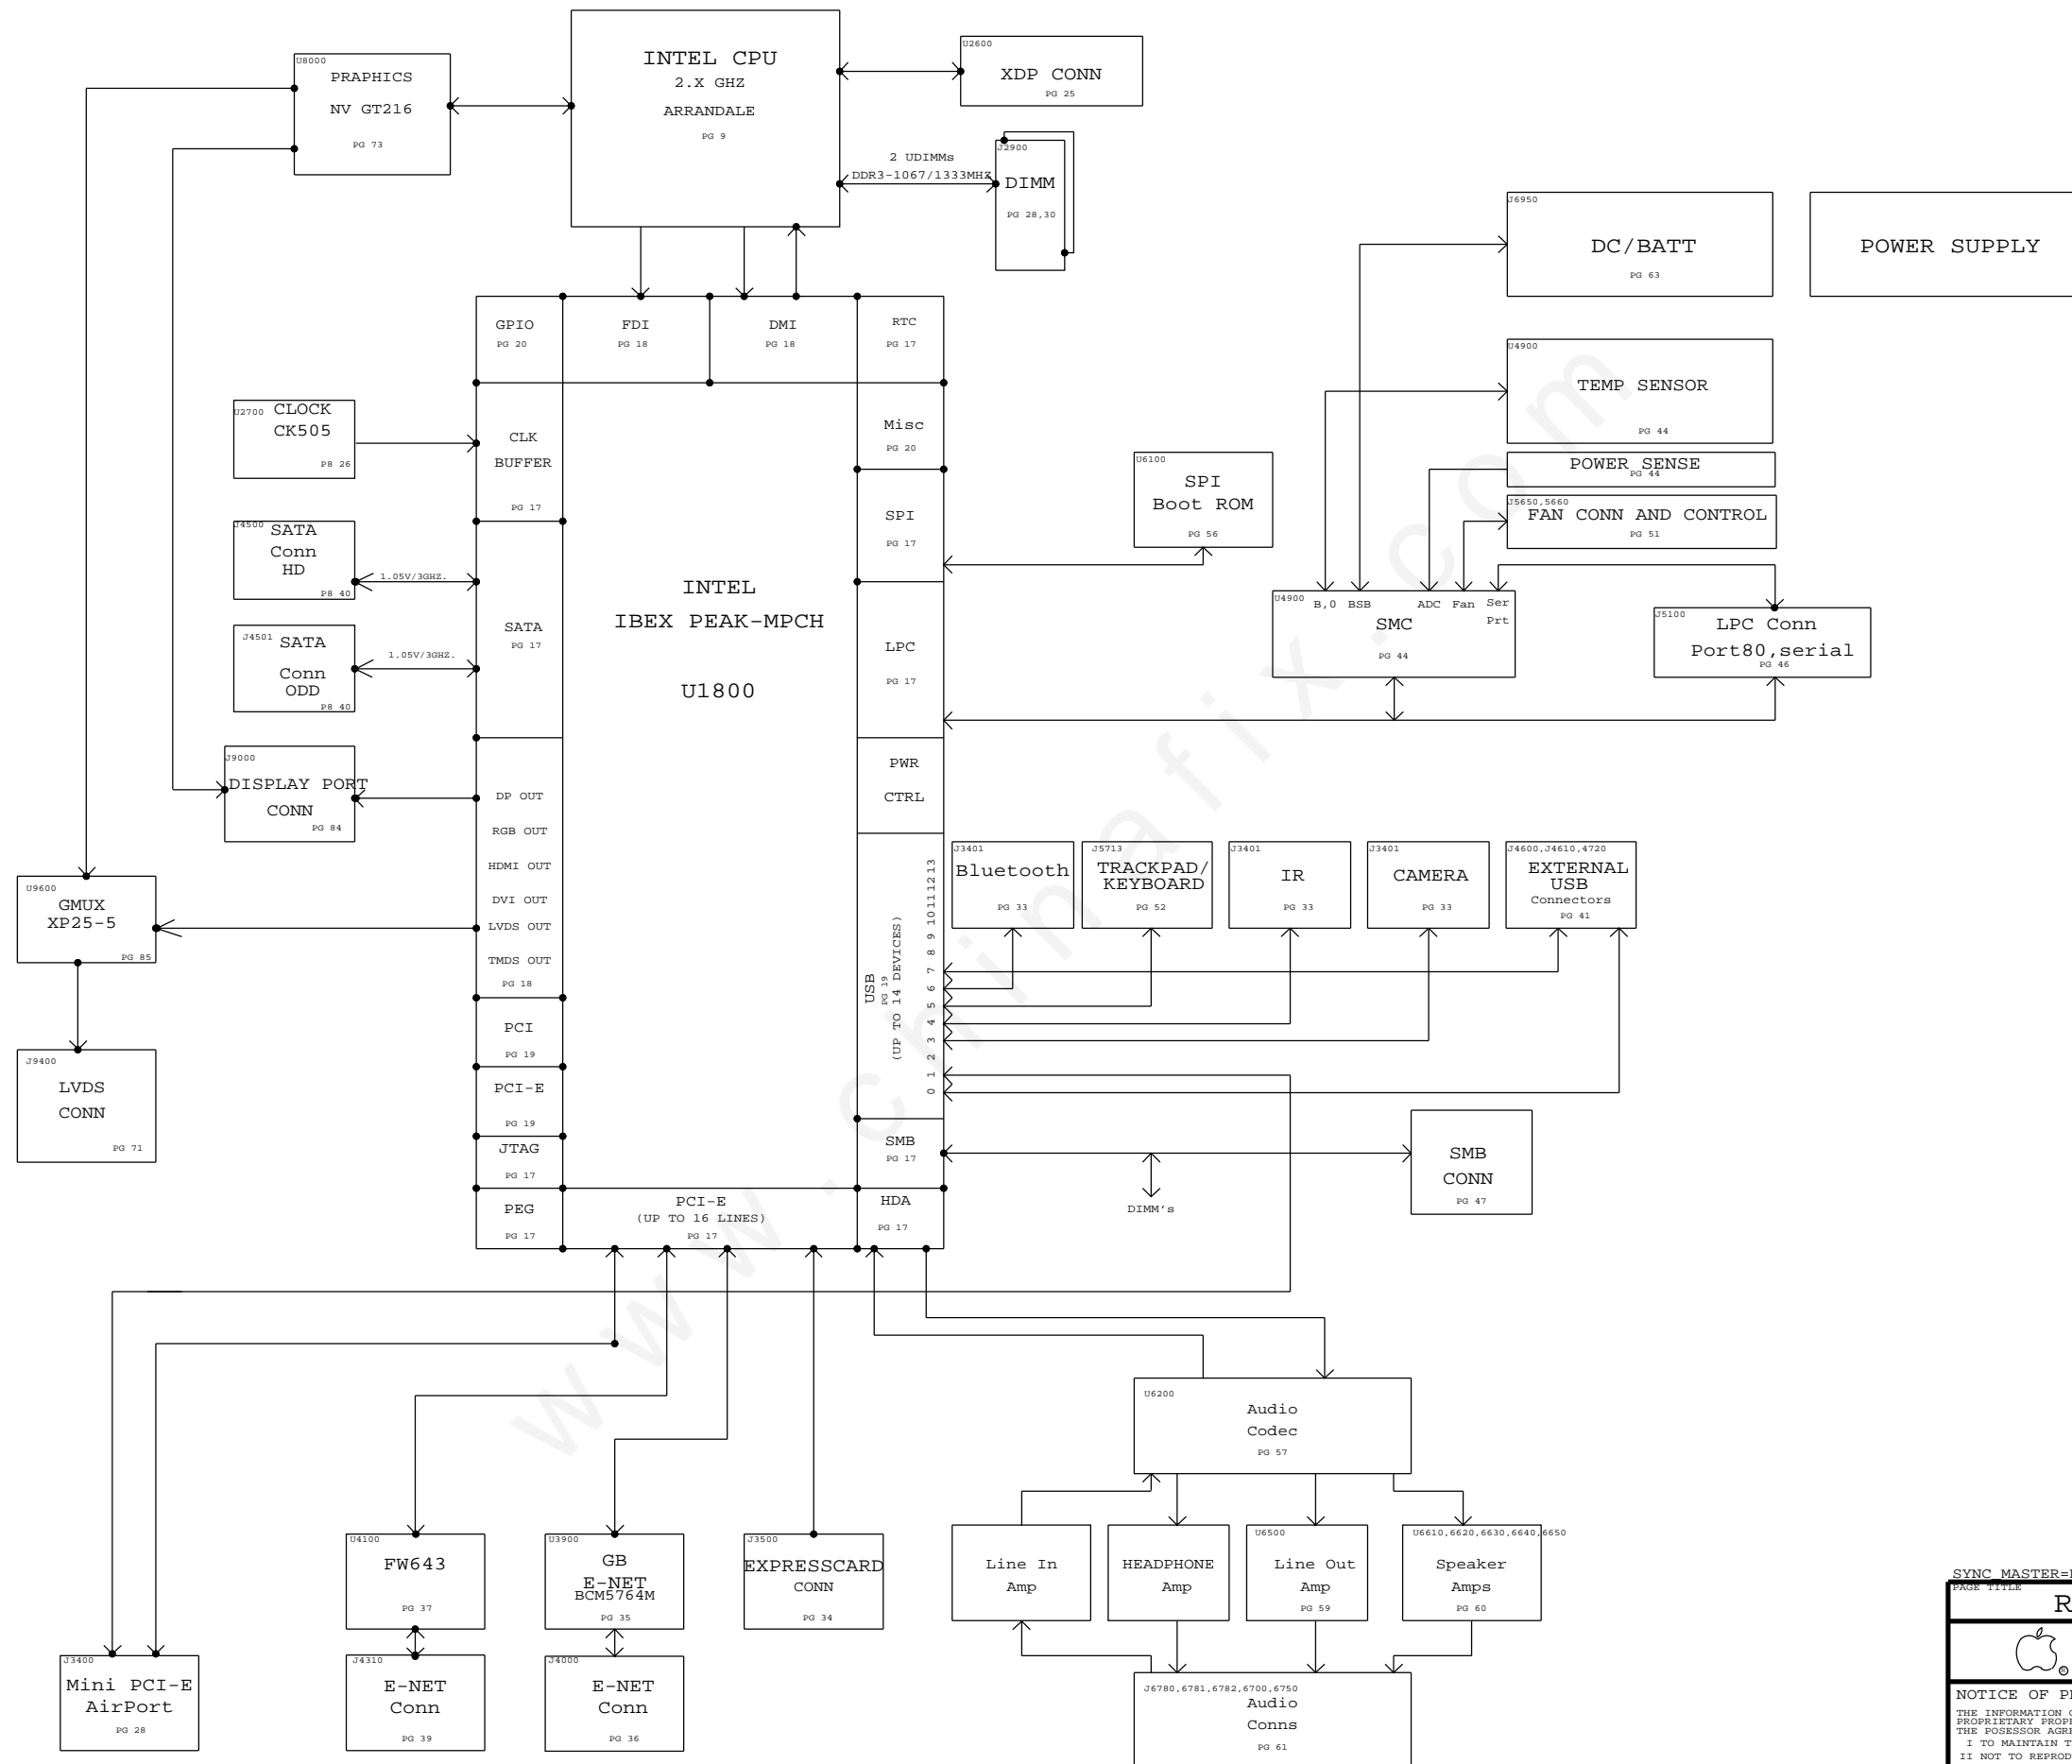 U8000
PRAPHICS
NV GT216
PG 73
INTEL CPU
2.X GHZ
ARRANDALE
PG 9
U2600
XDP CONN
PG 25
2 UDIMMs
DDR3-1067/1333MHZ
J2900
DIMM
PG 28,30
J6950
DC/BATT
PG 63
POWER SUPPLY
U4900
TEMP SENSOR
PG 44
POWER SENSE
PG 44
J5650,5660
FAN CONN AND CONTROL
PG 51
GPIO
PG 20
FDI
PG 18
DMI
PG 18
RTC
PG 17
U2700
CLOCK
CK505
P8 26
CLK
BUFFER
PG 17
Misc
PG 20
SPI
PG 17
U6100
SPI
Boot ROM
PG 56
J4500
SATA
Conn
HD
P8 40
1.05V/3GHZ.
J4501
SATA
Conn
ODD
P8 40
1.05V/3GHZ.
SATA
PG 17
INTEL
IBEX PEAK-MPCH
U1800
LPC
PG 17
U4900
B,0
BSB
ADC
Fan
Ser
Prt
SMC
PG 44
J5100
LPC Conn
Port80,serial
PG 46
PWR
CTRL
J9000
DISPLAY PORT
CONN
PG 84
DP OUT
RGB OUT
HDMI OUT
DVI OUT
LVDS OUT
TMDS OUT
PG 18
U9600
GMUX
XP25-5
PG 85
J9400
LVDS
CONN
PG 71
USB
PG 19
(UP TO 14 DEVICES)
0 1 2 3 4 5 6 7 8 9 10 11 12 13
J3401
Bluetooth
PG 33
J5713
TRACKPAD/
KEYBOARD
PG 52
J3401
IR
PG 33
J3401
CAMERA
PG 33
J4600,J4610,4720
EXTERNAL
USB
Connectors
PG 41
PCI
PG 19
PCI-E
PG 19
JTAG
PG 17
PEG
PG 17
PCI-E
(UP TO 16 LINES)
PG 17
SMB
PG 17
HDA
PG 17
DIMM's
SMB
CONN
PG 47
U6200
Audio
Codec
PG 57
U4100
FW643
PG 37
U3900
GB
E-NET
BCM5764M
PG 35
J3500
EXPRESSCARD
CONN
PG 34
Line In
Amp
HEADPHONE
Amp
U6500
Line Out
Amp
PG 59
U6610,6620,6630,6640,6650
Speaker
Amps
PG 60
J3400
Mini PCI-E
AirPort
PG 28
J4310
E-NET
Conn
PG 39
J4000
E-NET
Conn
PG 36
J6780,6781,6782,6700,6750
Audio
Conns
PG 61
SYNC_MASTER=
PAGE TITLE
R
NOTICE OF
THE INFORMATION
PROPRIETARY
THE POSESSOR
I TO MAINTAIN
II NOT TO
www.chinafix.com